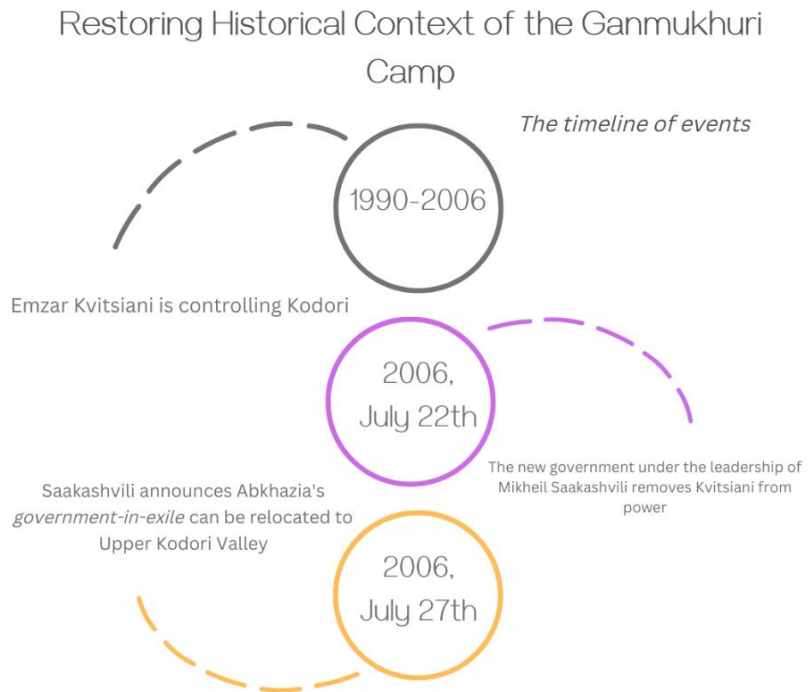 Restoring Historical Context of the Ganmukhuri
Camp
The timeline of events
1990-2006
Emzar Kvitsiani is controlling Kodori
2006,
July 22th
The new government under the leadership of
Mikheil Saakashvili removes Kvitsiani from
power
Saakashvili announces Abkhazia's
government-in-exile can be relocated to
Upper Kodori Valley
2006,
July 27th